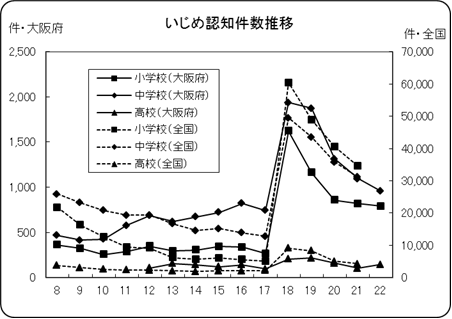 いじめ認知件数推移
件・大阪府
件・全国
2,500
2,000
1,500
1,000
500
0
70,000
60,000
50,000
40,000
30,000
20,000
10,000
0
小学校(大阪府)
中学校(大阪府)
高校(大阪府)
小学校(全国)
中学校(全国)
高校(全国)
8 9 10 11 12 13 14 15 16 17 18 19 20 21 22